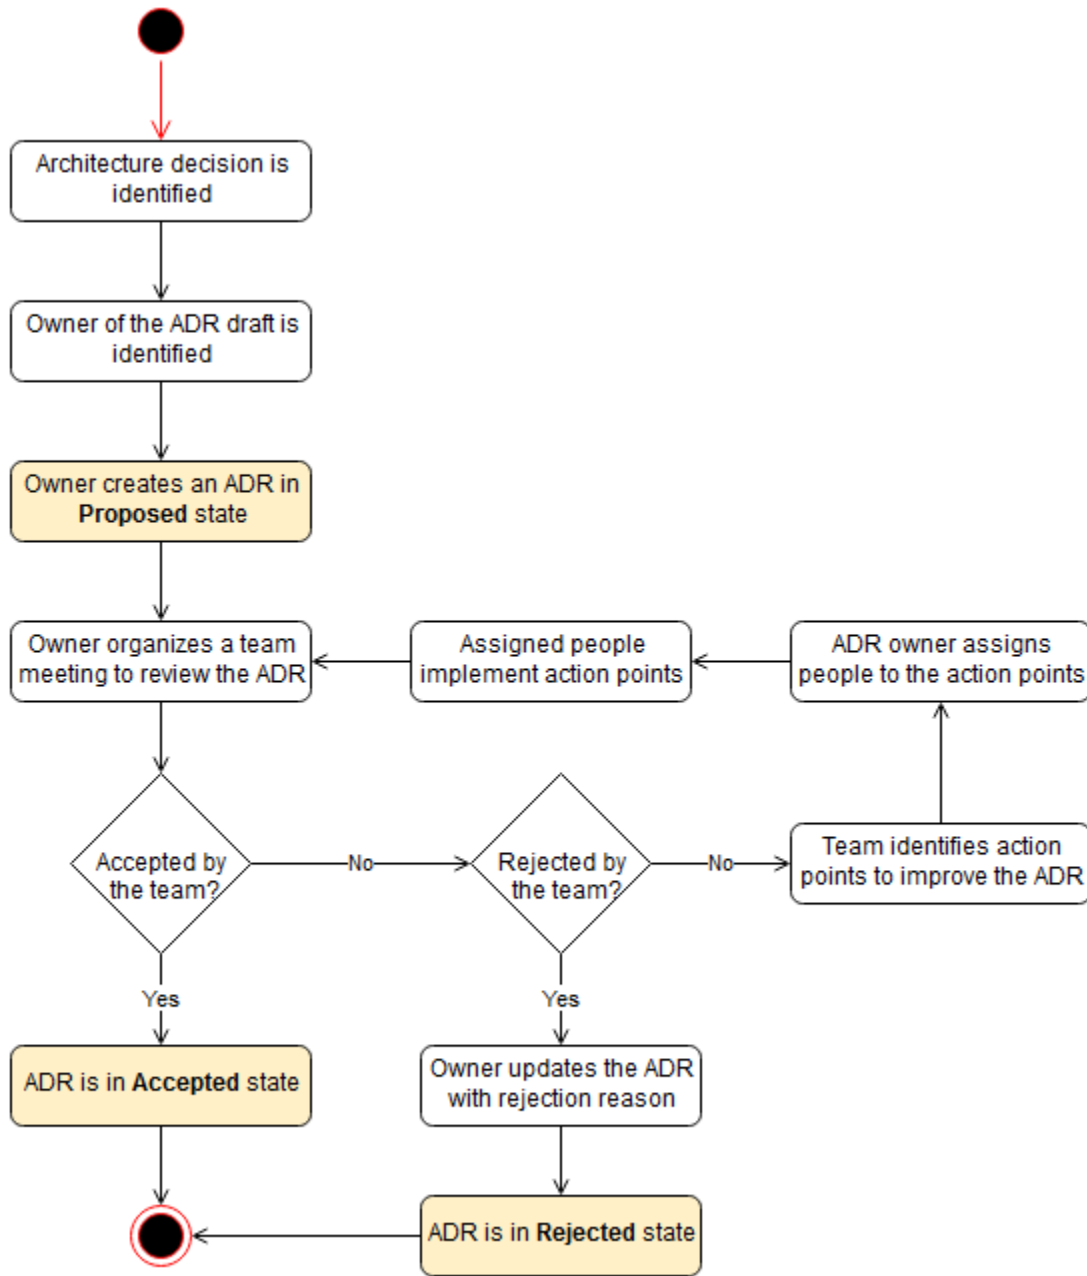 Architecture decision is
identified
Owner of the ADR draft is
identified
Owner creates an ADR in
Proposed state
Owner organizes a team
meeting to review the ADR
Assigned people
implement action points
ADR owner assigns
people to the action points
Accepted by
the team?
No
Rejected by
the team?
No
Team identifies action
points to improve the ADR
Yes
Yes
ADR is in Accepted state
Owner updates the ADR
with rejection reason
ADR is in Rejected state